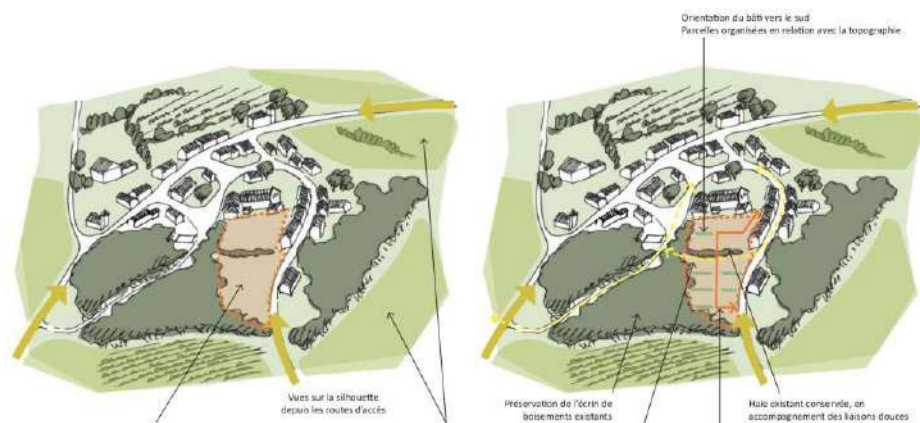 Orientation du bâti vers le sud
Parcelles organisées en relation avec la topographie
Vues sur la silhouette
depuis les routes d'accès
Préservation de l'écrin de
boisements existants
Haie existant conservée, en
accompagnement des liaisons douces